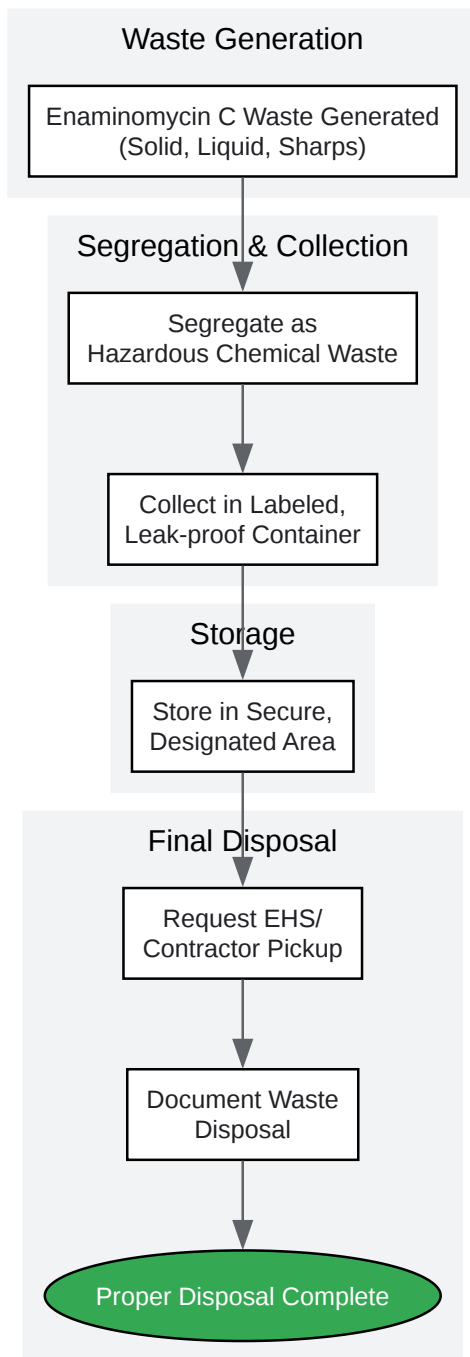 Waste Generation
Enaminomycin C Waste Generated
(Solid, Liquid, Sharps)
Segregation & Collection
Segregate as
Hazardous Chemical Waste
Collect in Labeled,
Leak-proof Container
Storage
Store in Secure,
Designated Area
Final Disposal
Request EHS/
Contractor Pickup
Document Waste
Disposal
Proper Disposal Complete